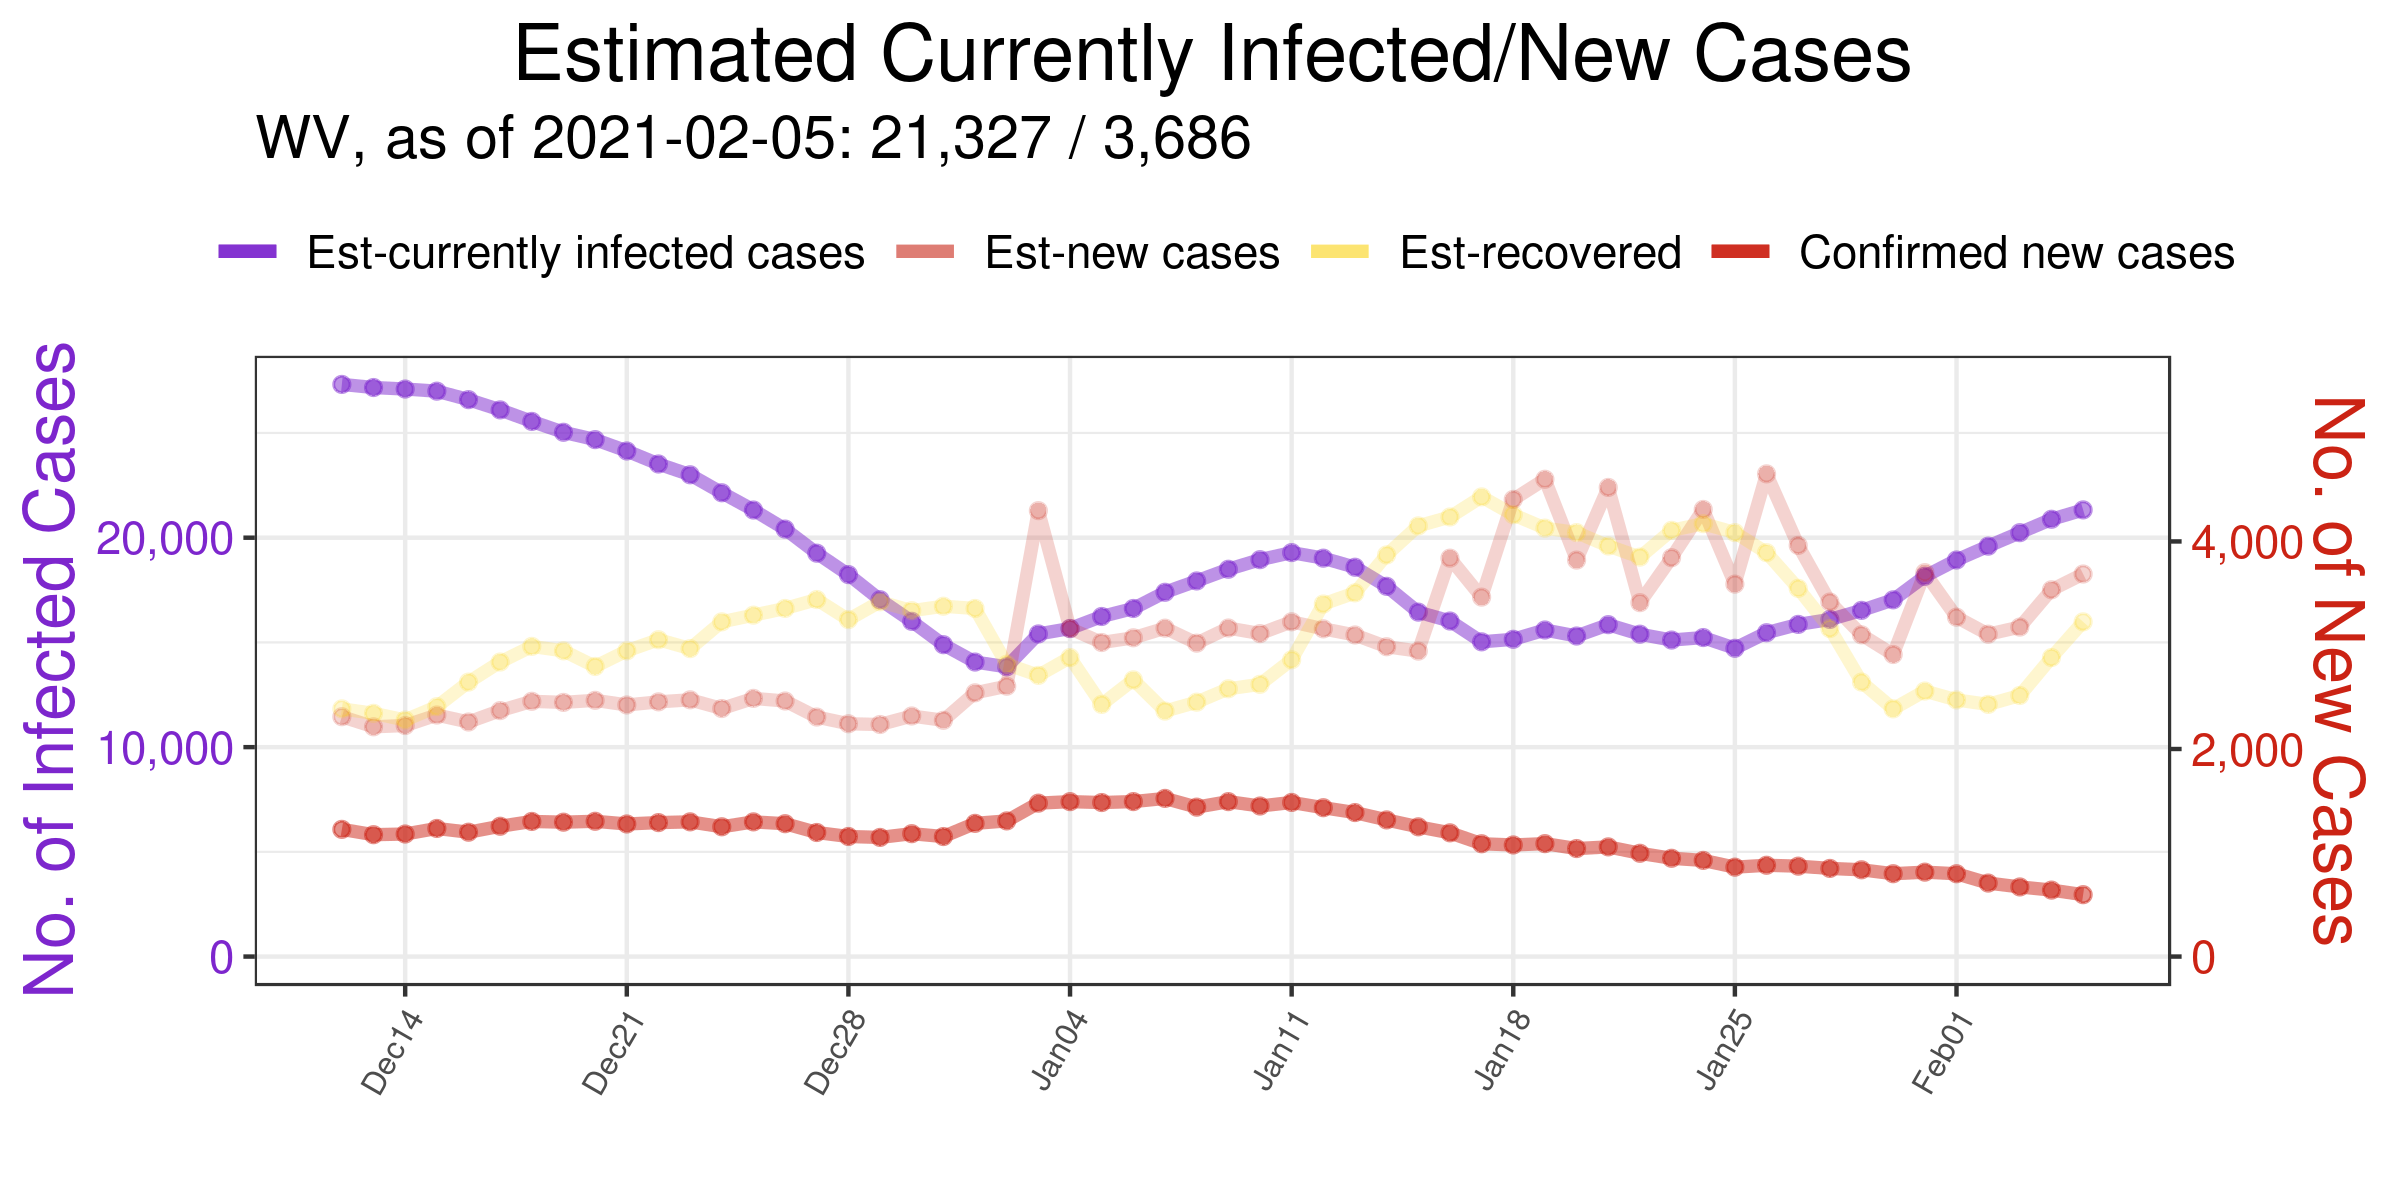 Estimated Currently Infected/New Cases
WV, as of 2021-02-05: 21,327 / 3,686
Est-currently infected cases Est-new cases Est-recovered Confirmed new cases
No. of Infected Cases
20,000
10,000
0
No. of New Cases
4,000
2,000
0
Dec14 Dec21 Dec28 Jan04 Jan11 Jan18 Jan25 Feb01